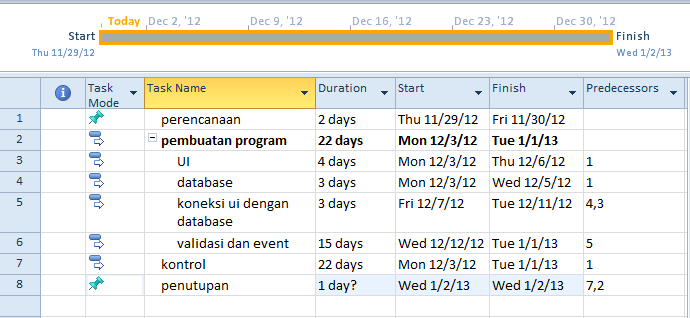 Today Dec 2, '12 Dec 9, '12 Dec 16, '12 Dec 23, '12 Dec 30, '12
Start Finish
Thu 11/29/12 Wed 1/2/13
Task Mode Task Name Duration Start Finish Predecessors
1 perencanaan 2 days Thu 11/29/12 Fri 11/30/12
2 pembuatan program 22 days Mon 12/3/12 Tue 1/1/13
3 UI 4 days Mon 12/3/12 Thu 12/6/12 1
4 database 3 days Mon 12/3/12 Wed 12/5/12 1
5 koneksi ui dengan database 3 days Fri 12/7/12 Tue 12/11/12 4,3
6 validasi dan event 15 days Wed 12/12/12 Tue 1/1/13 5
7 kontrol 22 days Mon 12/3/12 Tue 1/1/13 1
8 penutupan 1 day? Wed 1/2/13 Wed 1/2/13 7,2